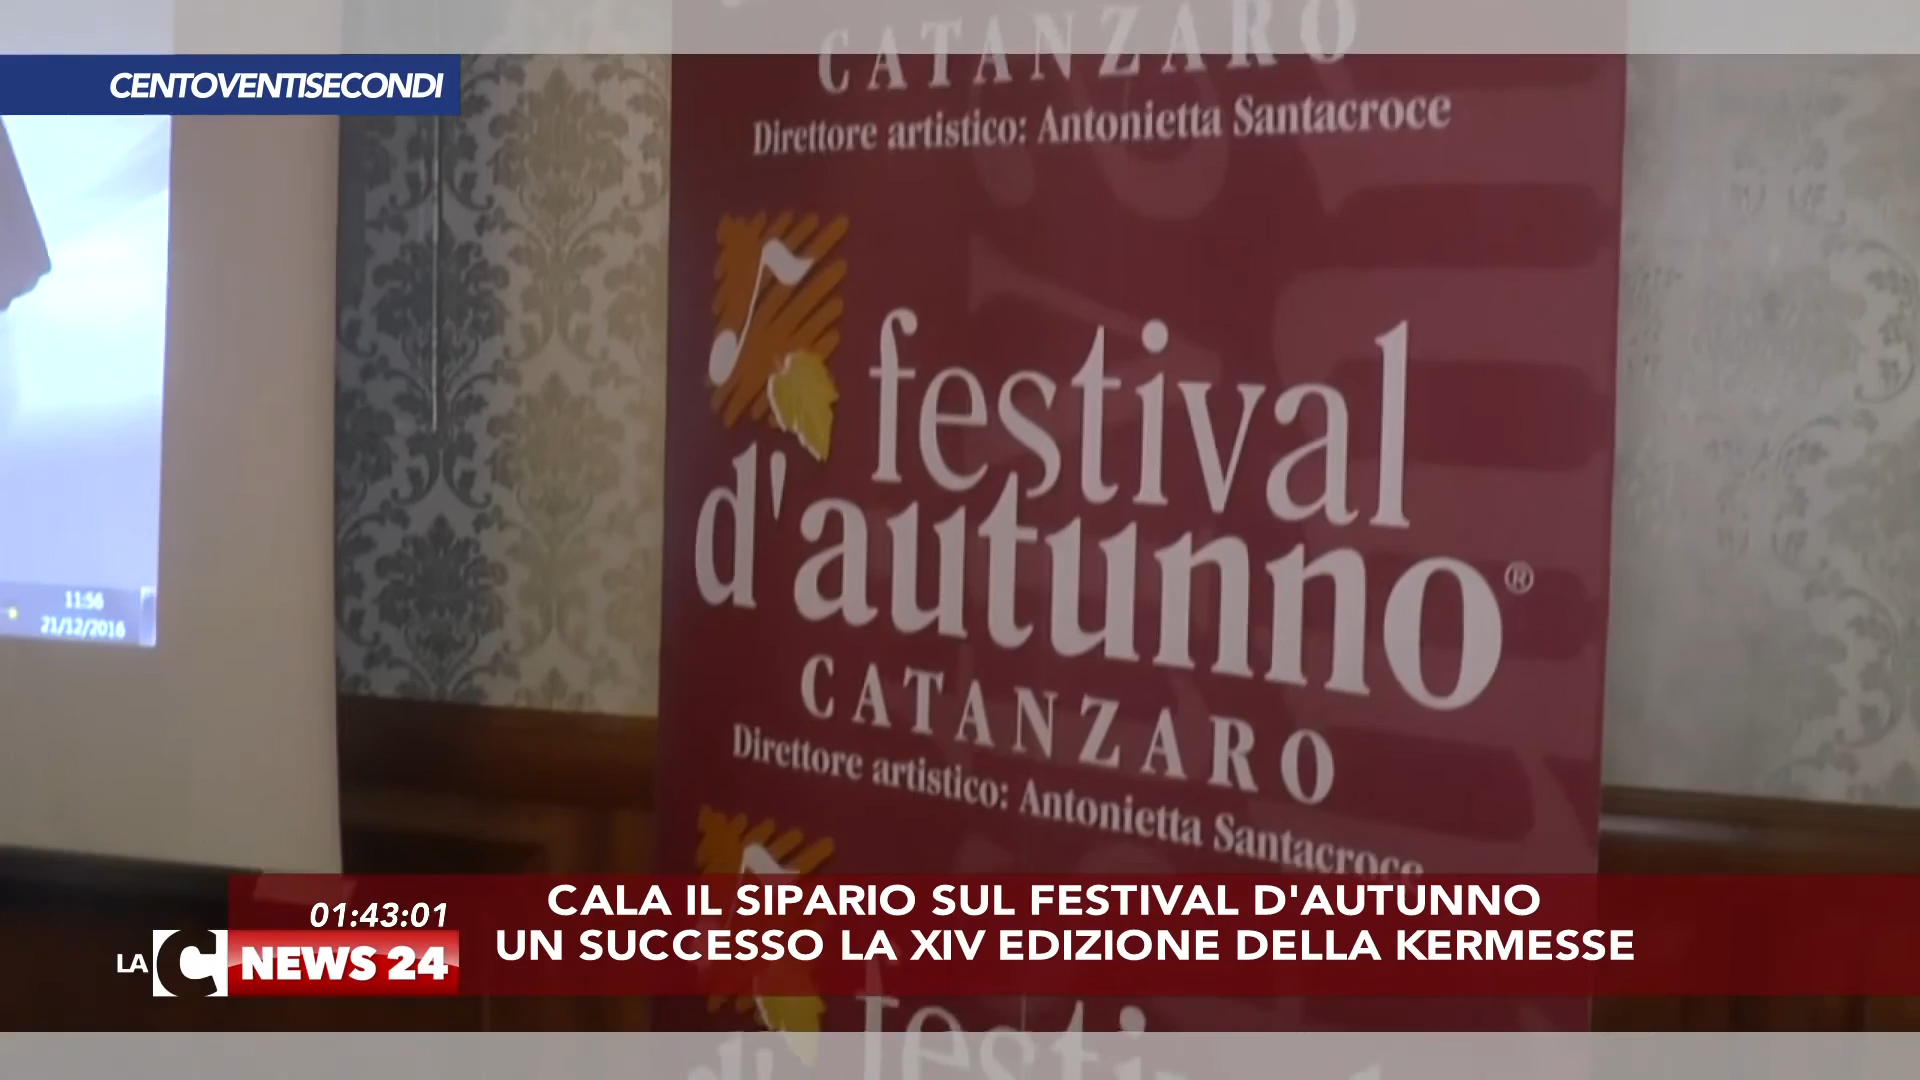 CATANZARO
CENTOVENTISECONDI
Direttore artistico: Antonietta Santacroce
festival
d'autunno®
11:56
21/12/2016
CATANZARO
Direttore artistico: Antonietta Santacroce
CALA IL SIPARIO SUL FESTIVAL D'AUTUNNO
01:43:01
UN SUCCESSO LA XIV EDIZIONE DELLA KERMESSE
LA C NEWS 24
festival